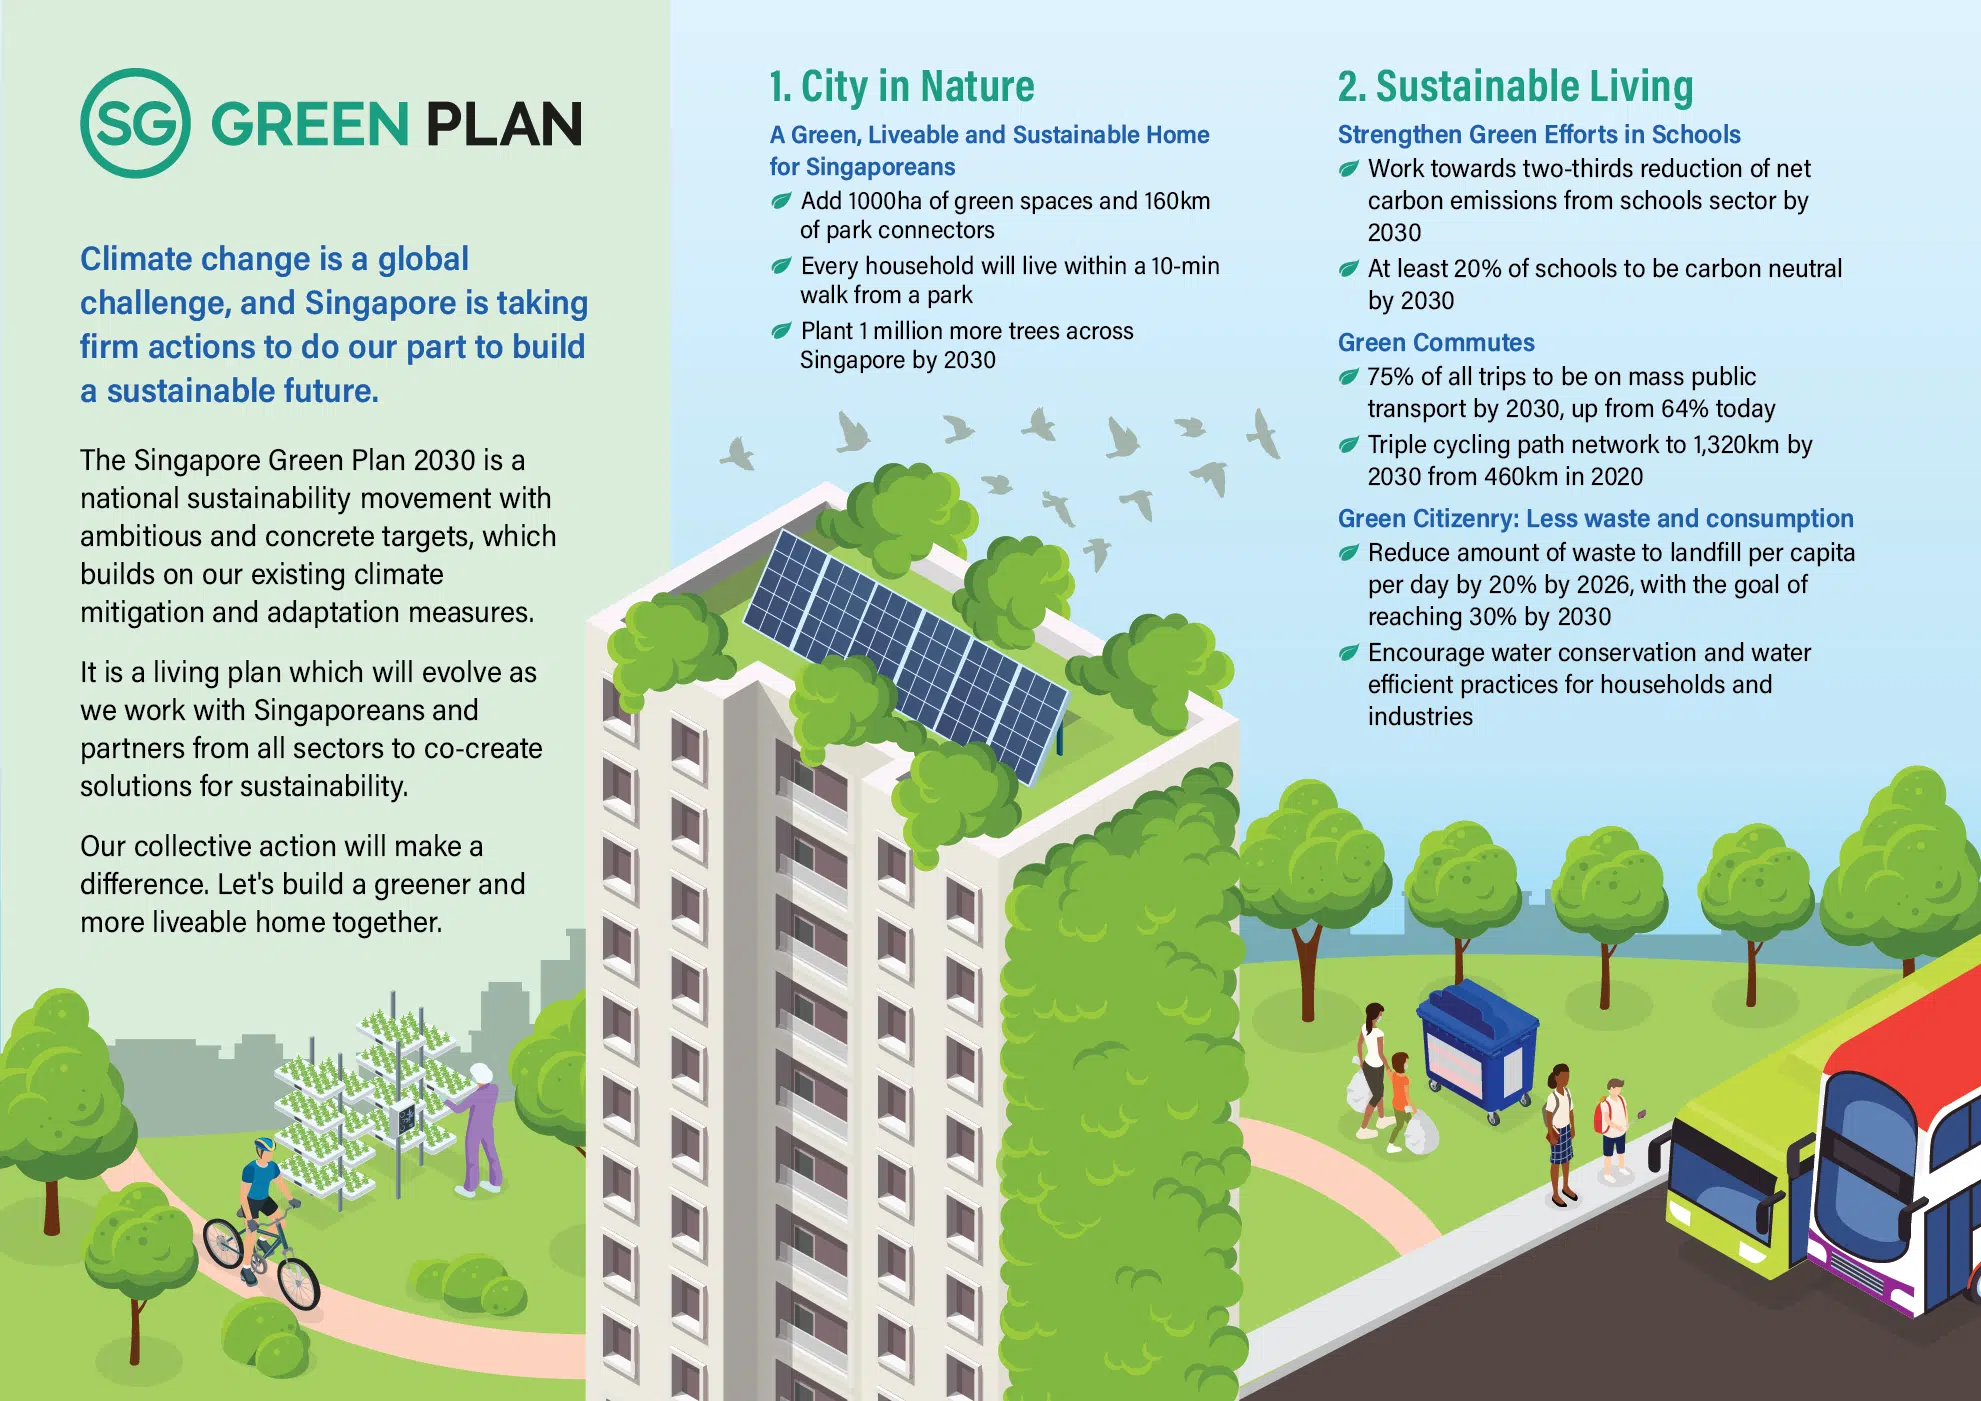 SG GREEN PLAN
Climate change is a global
challenge, and Singapore is taking
firm actions to do our part to build
a sustainable future.
The Singapore Green Plan 2030 is a
national sustainability movement with
ambitious and concrete targets, which
builds on our existing climate
mitigation and adaptation measures.
It is a living plan which will evolve as
we work with Singaporeans and
partners from all sectors to co-create
solutions for sustainability.
Our collective action will make a
difference. Let's build a greener and
more liveable home together.
1. City in Nature
A Green, Liveable and Sustainable Home
for Singaporeans
Add 1000ha of green spaces and 160km
of park connectors
Every household will live within a 10-min
walk from a park
Plant 1 million more trees across
Singapore by 2030
2. Sustainable Living
Strengthen Green Efforts in Schools
Work towards two-thirds reduction of net
carbon emissions from schools sector by
2030
At least 20% of schools to be carbon neutral
by 2030
Green Commutes
75% of all trips to be on mass public
transport by 2030, up from 64% today
Triple cycling path network to 1,320km by
2030 from 460km in 2020
Green Citizenry: Less waste and consumption
Reduce amount of waste to landfill per capita
per day by 20% by 2026, with the goal of
reaching 30% by 2030
Encourage water conservation and water
efficient practices for households and
industries